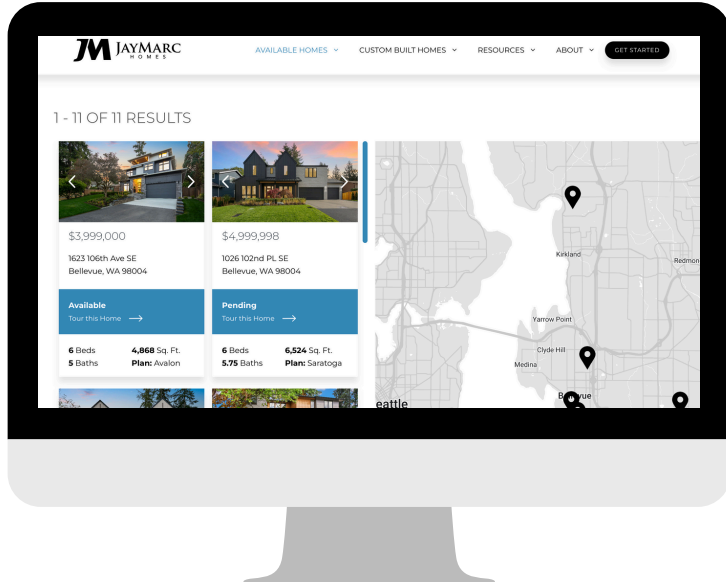 JM JAYMARC
HOMES
AVAILABLE HOMES
CUSTOM BUILT HOMES
RESOURCES
ABOUT
GET STARTED
1 - 11 OF 11 RESULTS
$3,999,000
1623 106th Ave SE
Bellevue, WA 98004
Available
Tour this Home
6 Beds
4,868 Sq. Ft.
5 Baths
Plan: Avalon
$4,999,998
1026 102nd PL SE
Bellevue, WA 98004
Pending
Tour this Home
6 Beds
6,524 Sq. Ft.
5.75 Baths
Plan: Saratoga
Kirkland
Redmon
Yarrow Point
Clyde Hill
Medina
eattle